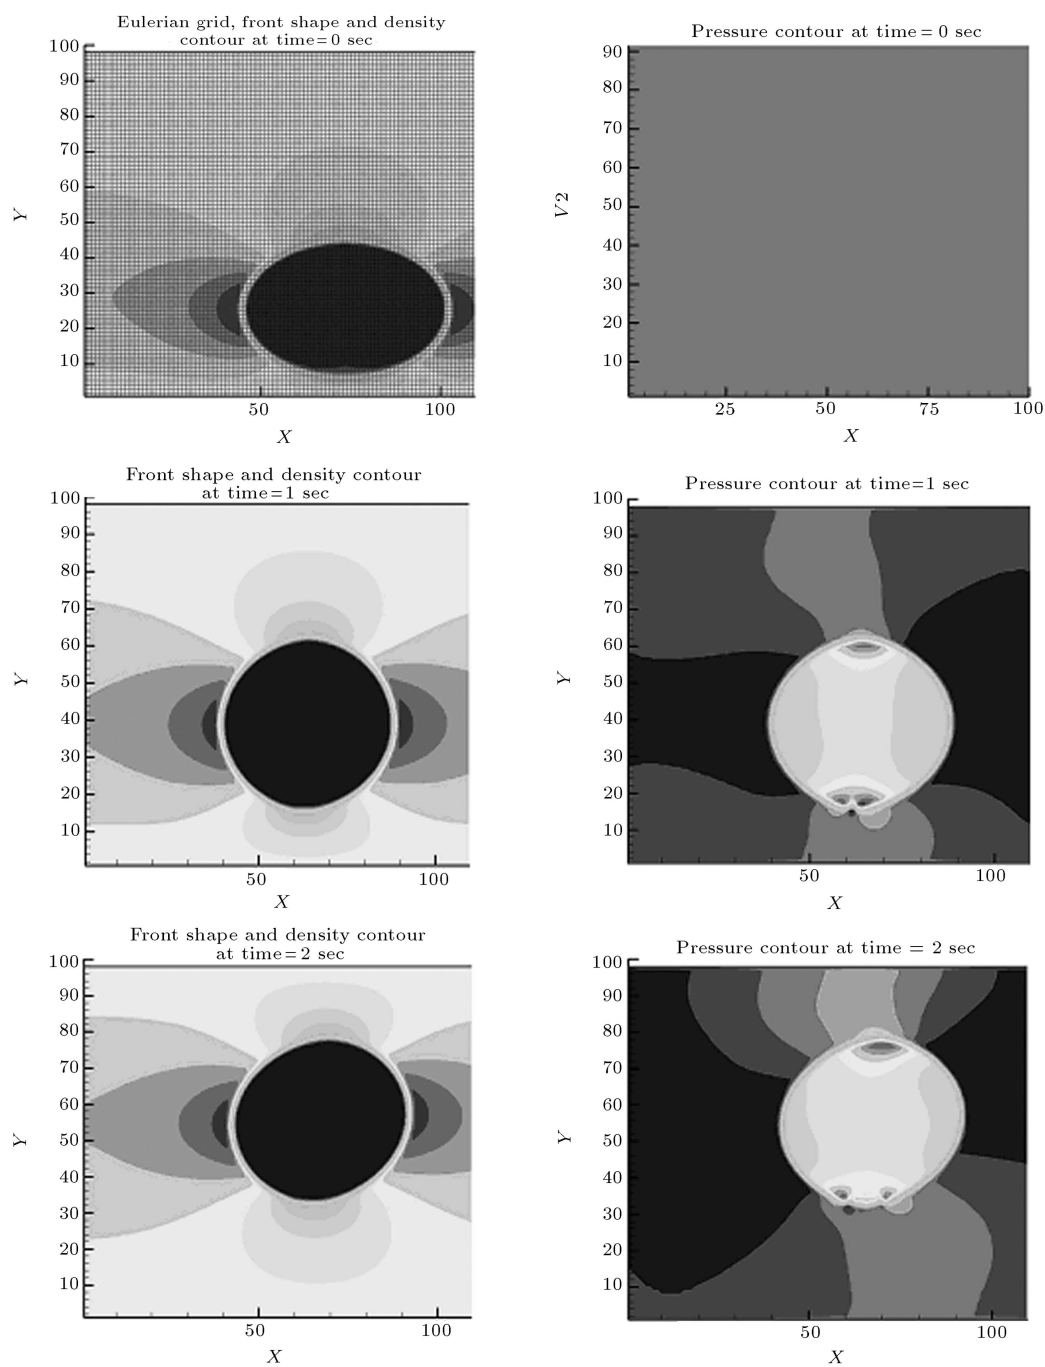 Eulerian grid, front shape and density
contour at time=0 sec
100
90
80
70
60
50
40
30
20
10
Y
50 100
X
Pressure contour at time= 0 sec
90
80
70
60
50
40
30
20
10
V2
25 50 75 100
X
Front shape and density contour
at time=1 sec
100
90
80
70
60
50
40
30
20
10
Y
50 100
X
Pressure contour at time=1 sec
100
90
80
70
60
50
40
30
20
10
Y
50 100
X
Front shape and density contour
at time=2 sec
100
90
80
70
60
50
40
30
20
10
Y
50 100
X
Pressure contour at time = 2 sec
100
90
80
70
60
50
40
30
20
10
Y
50 100
X